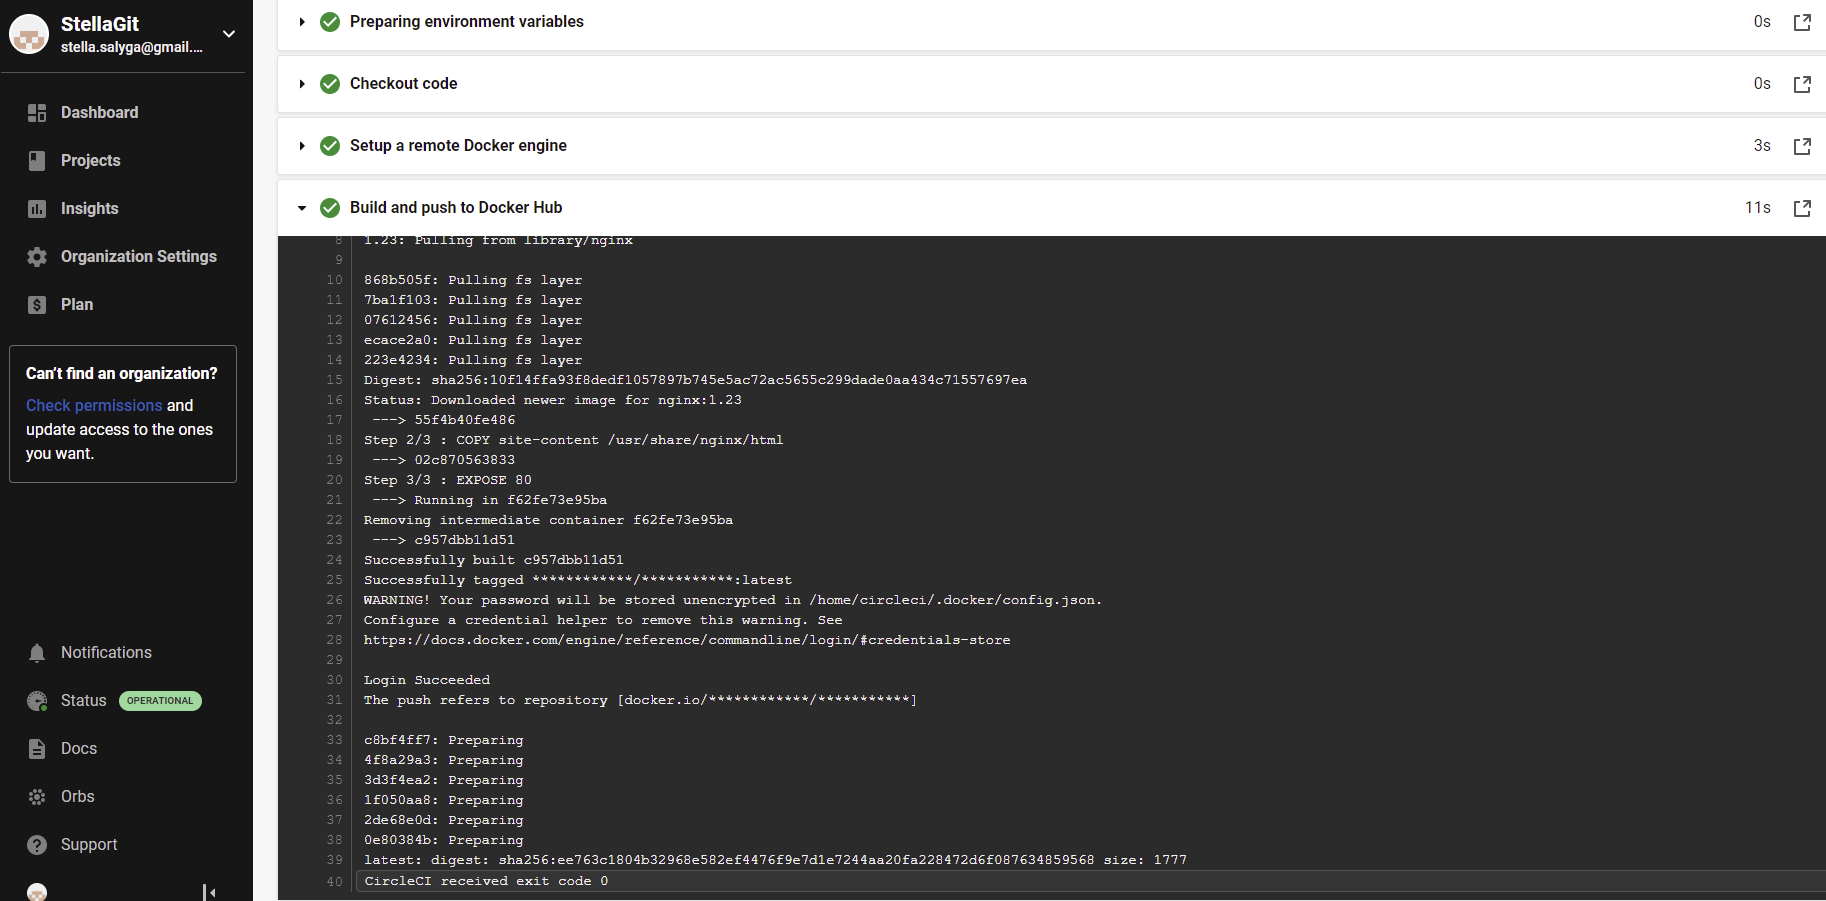 StellaGit
stella.salyga@gmail....
Dashboard
Projects
Insights
Organization Settings
Plan
Can't find an organization?
Check permissions and
update access to the ones
you want.
Notifications
Status OPERATIONAL
Docs
Orbs
Support
Preparing environment variables 0s
Checkout code 0s
Setup a remote Docker engine 3s
Build and push to Docker Hub 11s
8 1.23: Pulling from library/nginx
9
10 868b505f: Pulling fs layer
11 7ba1f103: Pulling fs layer
12 07612456: Pulling fs layer
13 ecace2a0: Pulling fs layer
14 223e4234: Pulling fs layer
15 Digest: sha256:10f14ffa93f8dedf1057897b745e5ac72ac5655c299dade0aa434c71557697ea
16 Status: Downloaded newer image for nginx:1.23
17 ---> 55f4b40fe486
18 Step 2/3 : COPY site-content /usr/share/nginx/html
19 ---> 02c870563833
20 Step 3/3 : EXPOSE 80
21 ---> Running in f62fe73e95ba
22 Removing intermediate container f62fe73e95ba
23 ---> c957dbb11d51
24 Successfully built c957dbb11d51
25 Successfully tagged ************/***********:latest
26 WARNING! Your password will be stored unencrypted in /home/circleci/.docker/config.json.
27 Configure a credential helper to remove this warning. See
28 https://docs.docker.com/engine/reference/commandline/login/#credentials-store
29
30 Login Succeeded
31 The push refers to repository [docker.io/************/***********]
32
33 c8bf4ff7: Preparing
34 4f8a29a3: Preparing
35 3d3f4ea2: Preparing
36 1f050aa8: Preparing
37 2de68e0d: Preparing
38 0e80384b: Preparing
39 latest: digest: sha256:ee763c1804b32968e582ef4476f9e7d1e7244aa20fa228472d6f087634859568 size: 1777
40 CircleCI received exit code 0